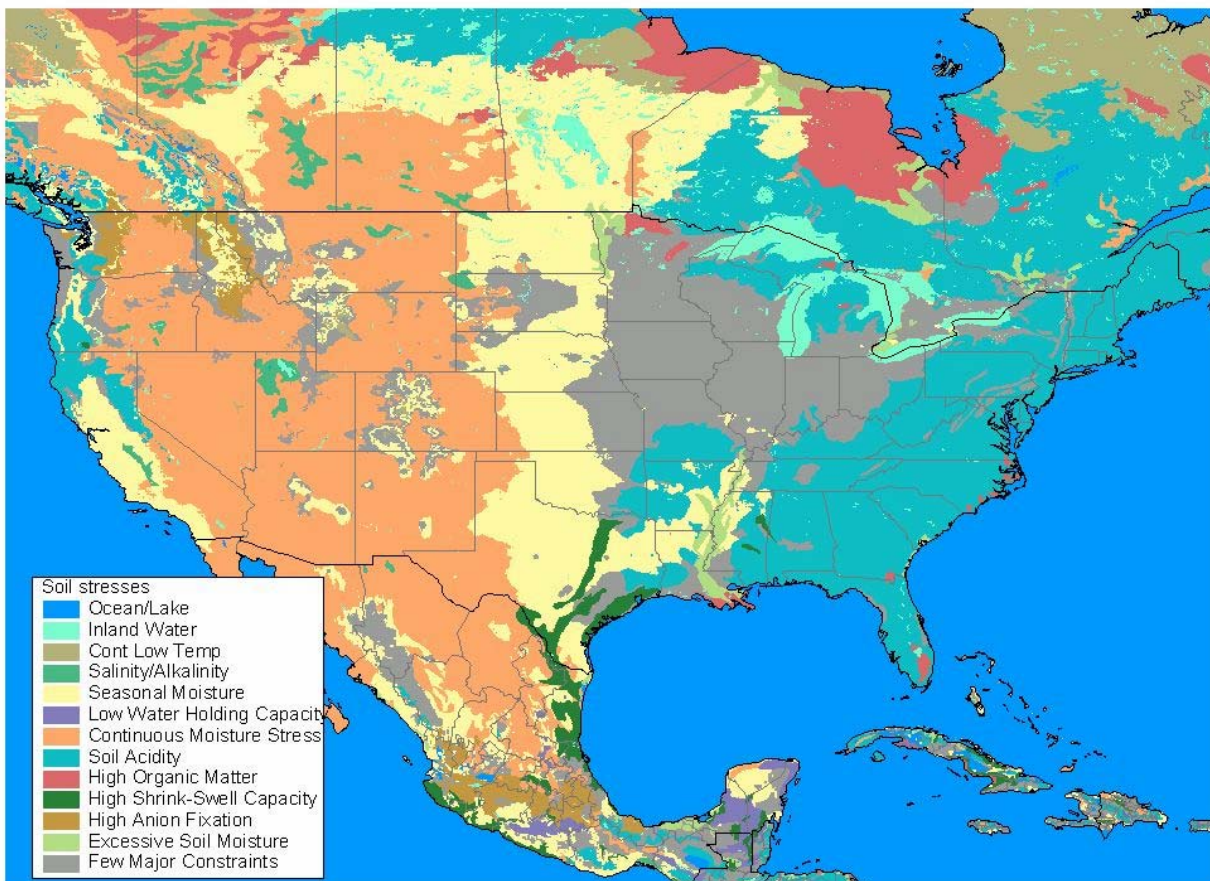 Soil stresses
Ocean/Lake
Inland Water
Cont Low Temp
Salinity/Alkalinity
Seasonal Moisture
Low Water Holding Capacity
Continuous Moisture Stress
Soil Acidity
High Organic Matter
High Shrink-Swell Capacity
High Anion Fixation
Excessive Soil Moisture
Few Major Constraints